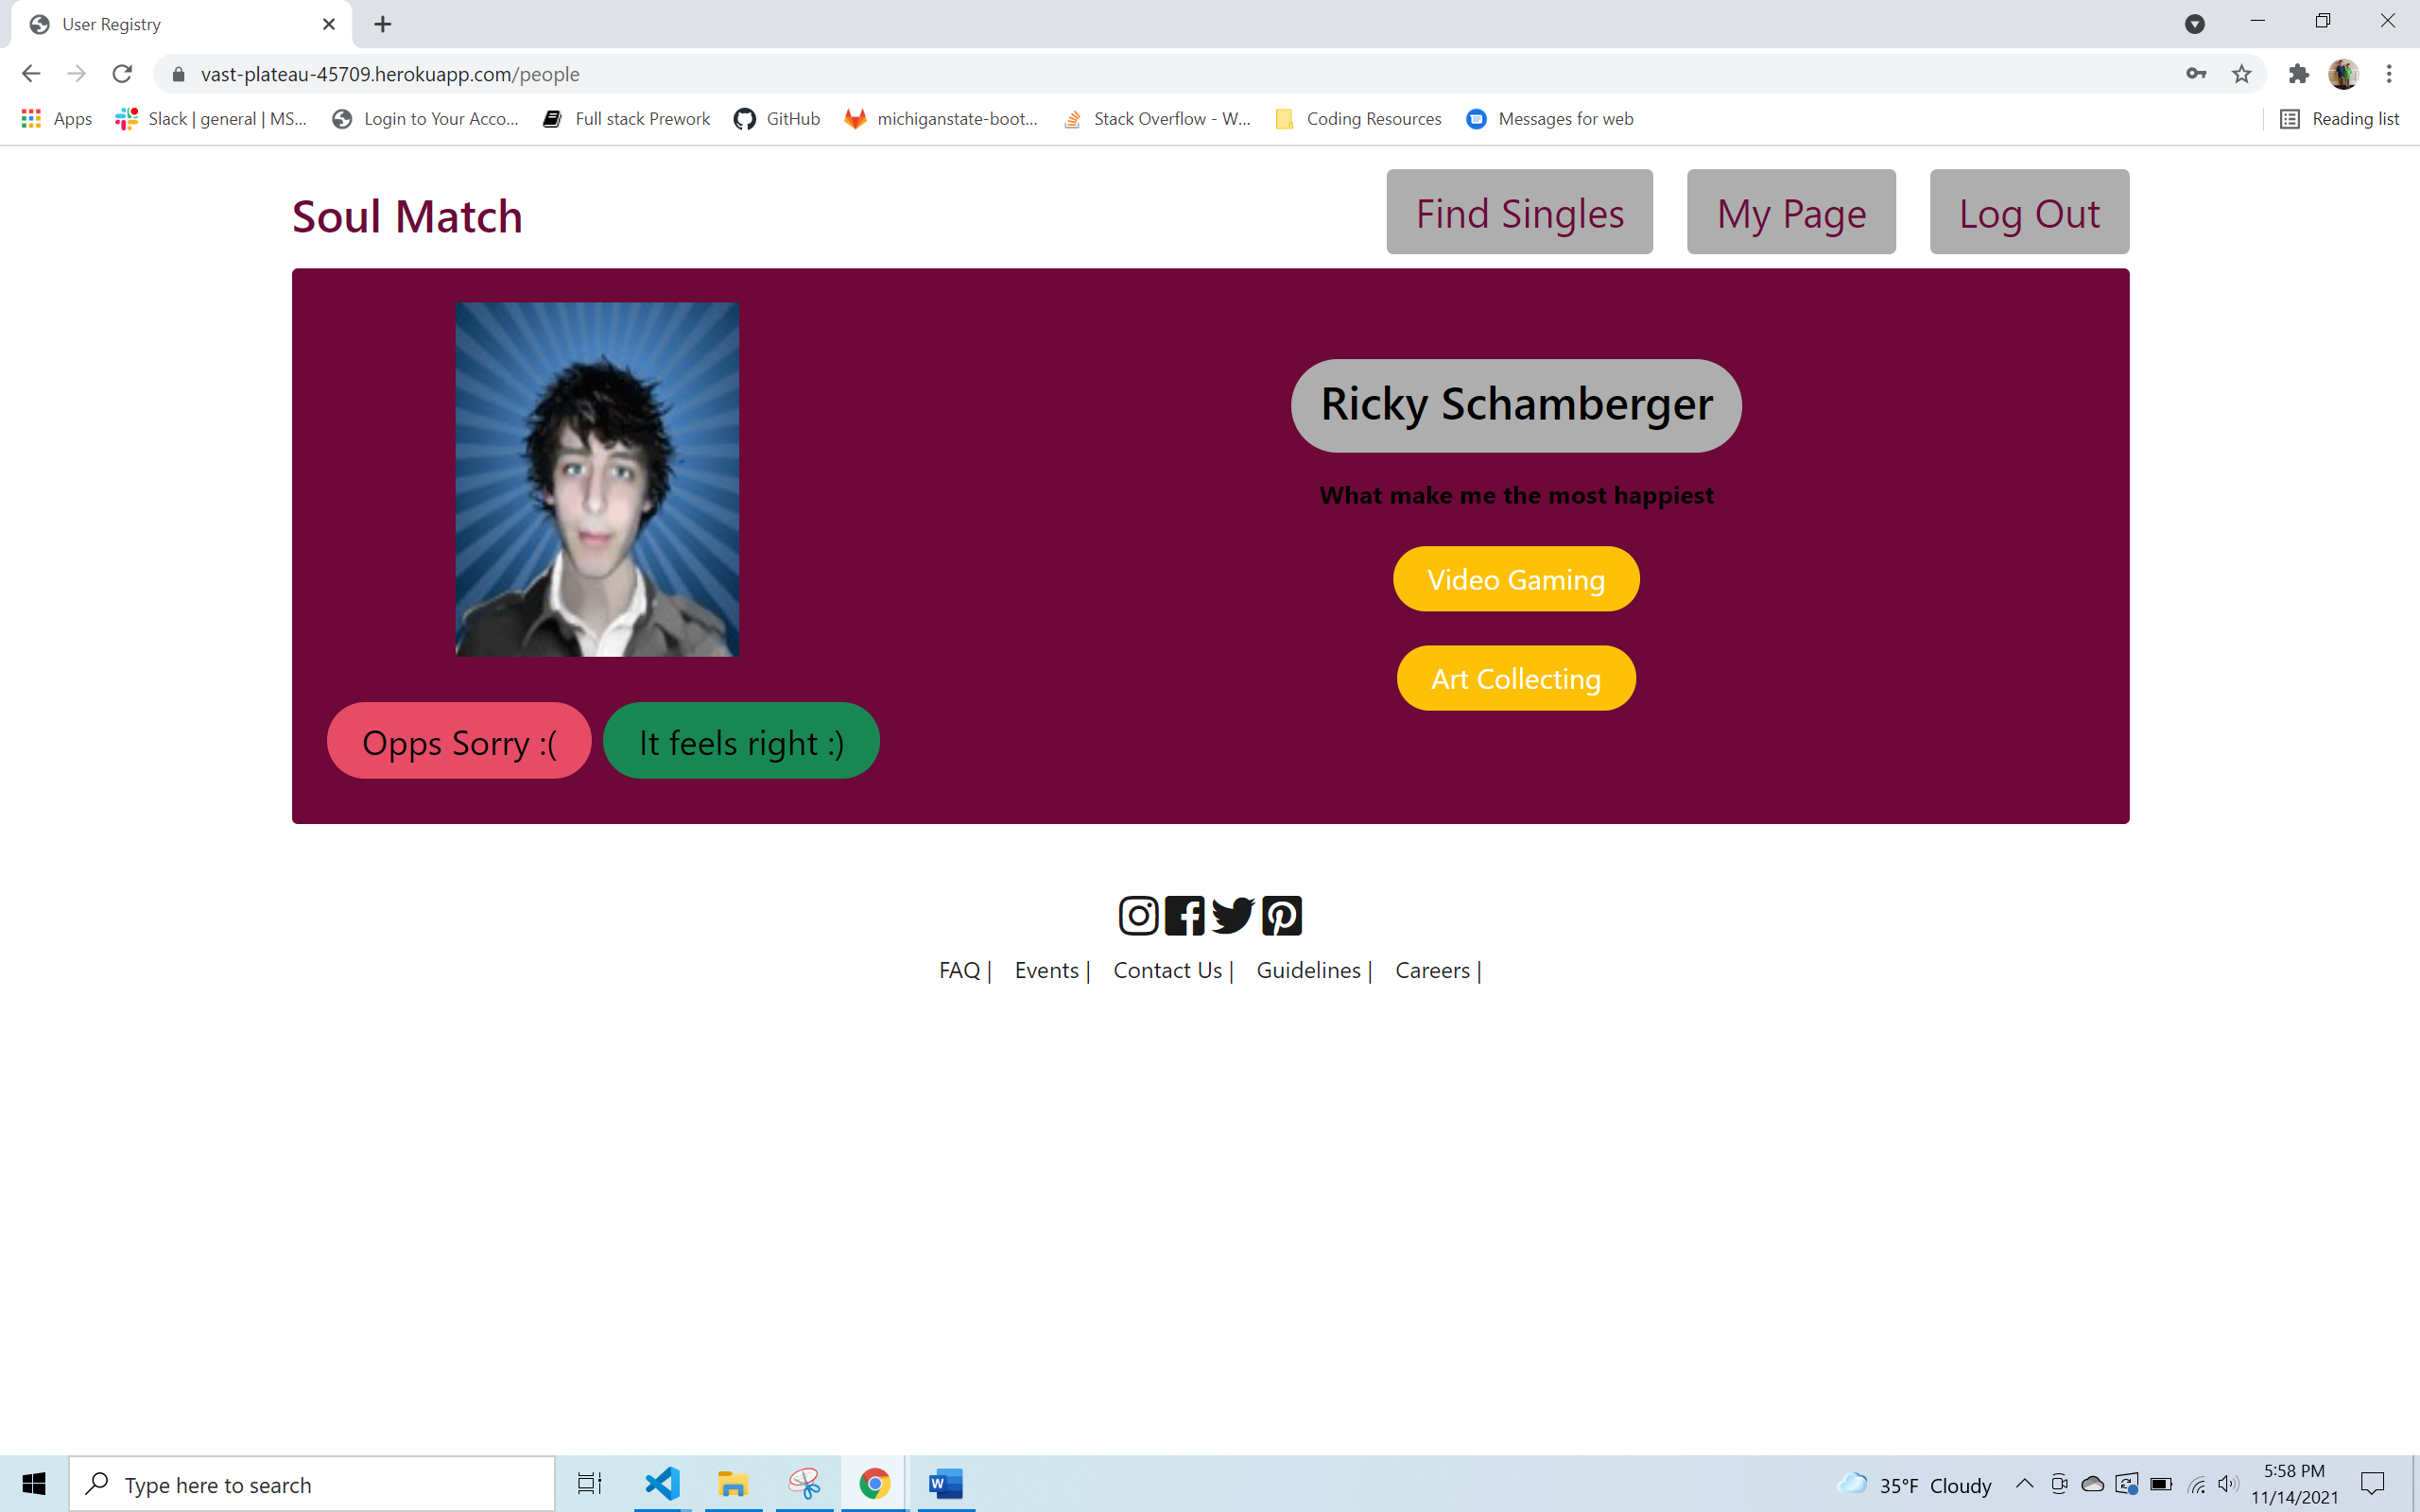 User Registry
vast-plateau-45709.herokuapp.com/people
Apps Slack | general | MS... Login to Your Acco... Full stack Prework GitHub michiganstate-boot... Stack Overflow - W... Coding Resources Messages for web Reading list
Soul Match Find Singles My Page Log Out
Ricky Schamberger
What make me the most happiest
Video Gaming
Art Collecting
Opps Sorry :( It feels right :)
FAQ | Events | Contact Us | Guidelines | Careers |
Type here to search 35°F Cloudy 5:58 PM
11/14/2021